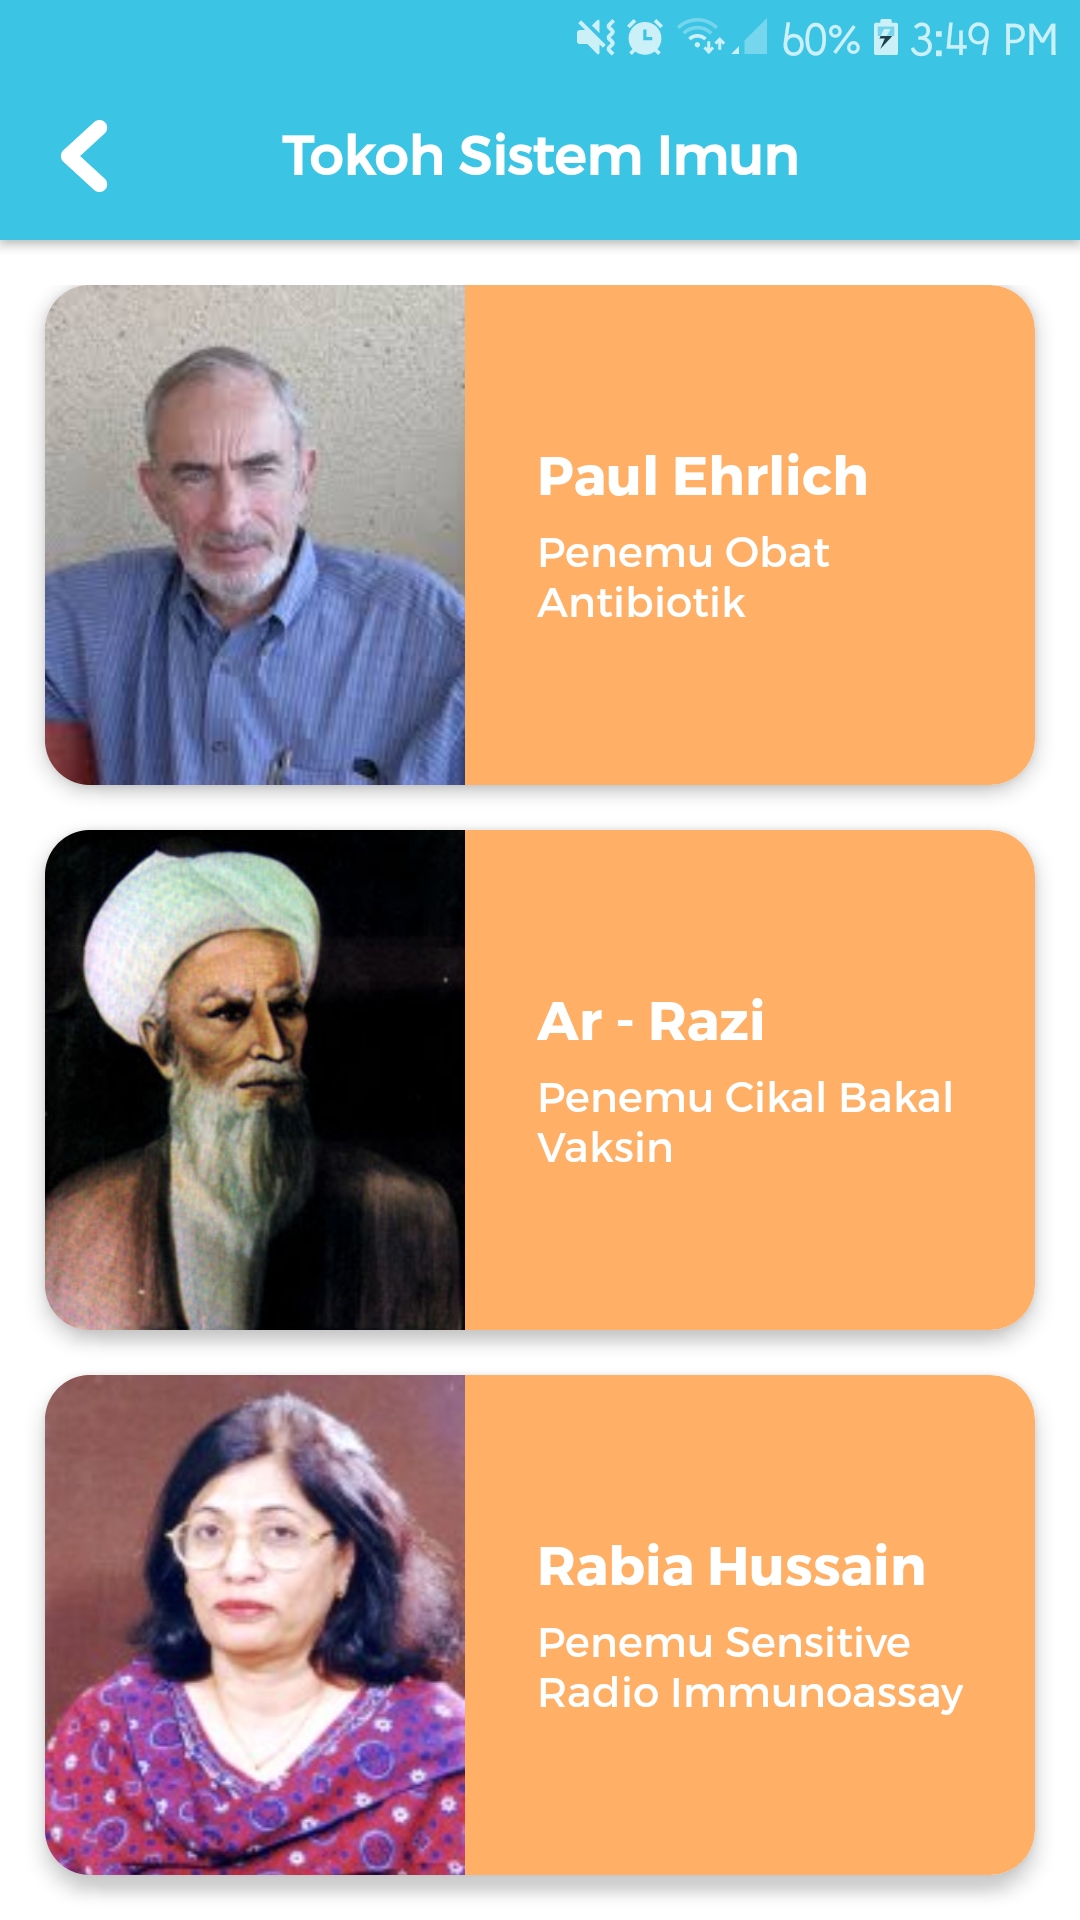 60% 3:49 PM
Tokoh Sistem Imun
Paul Ehrlich
Penemu Obat
Antibiotik
Ar - Razi
Penemu Cikal Bakal
Vaksin
Rabia Hussain
Penemu Sensitive
Radio Immunoassay